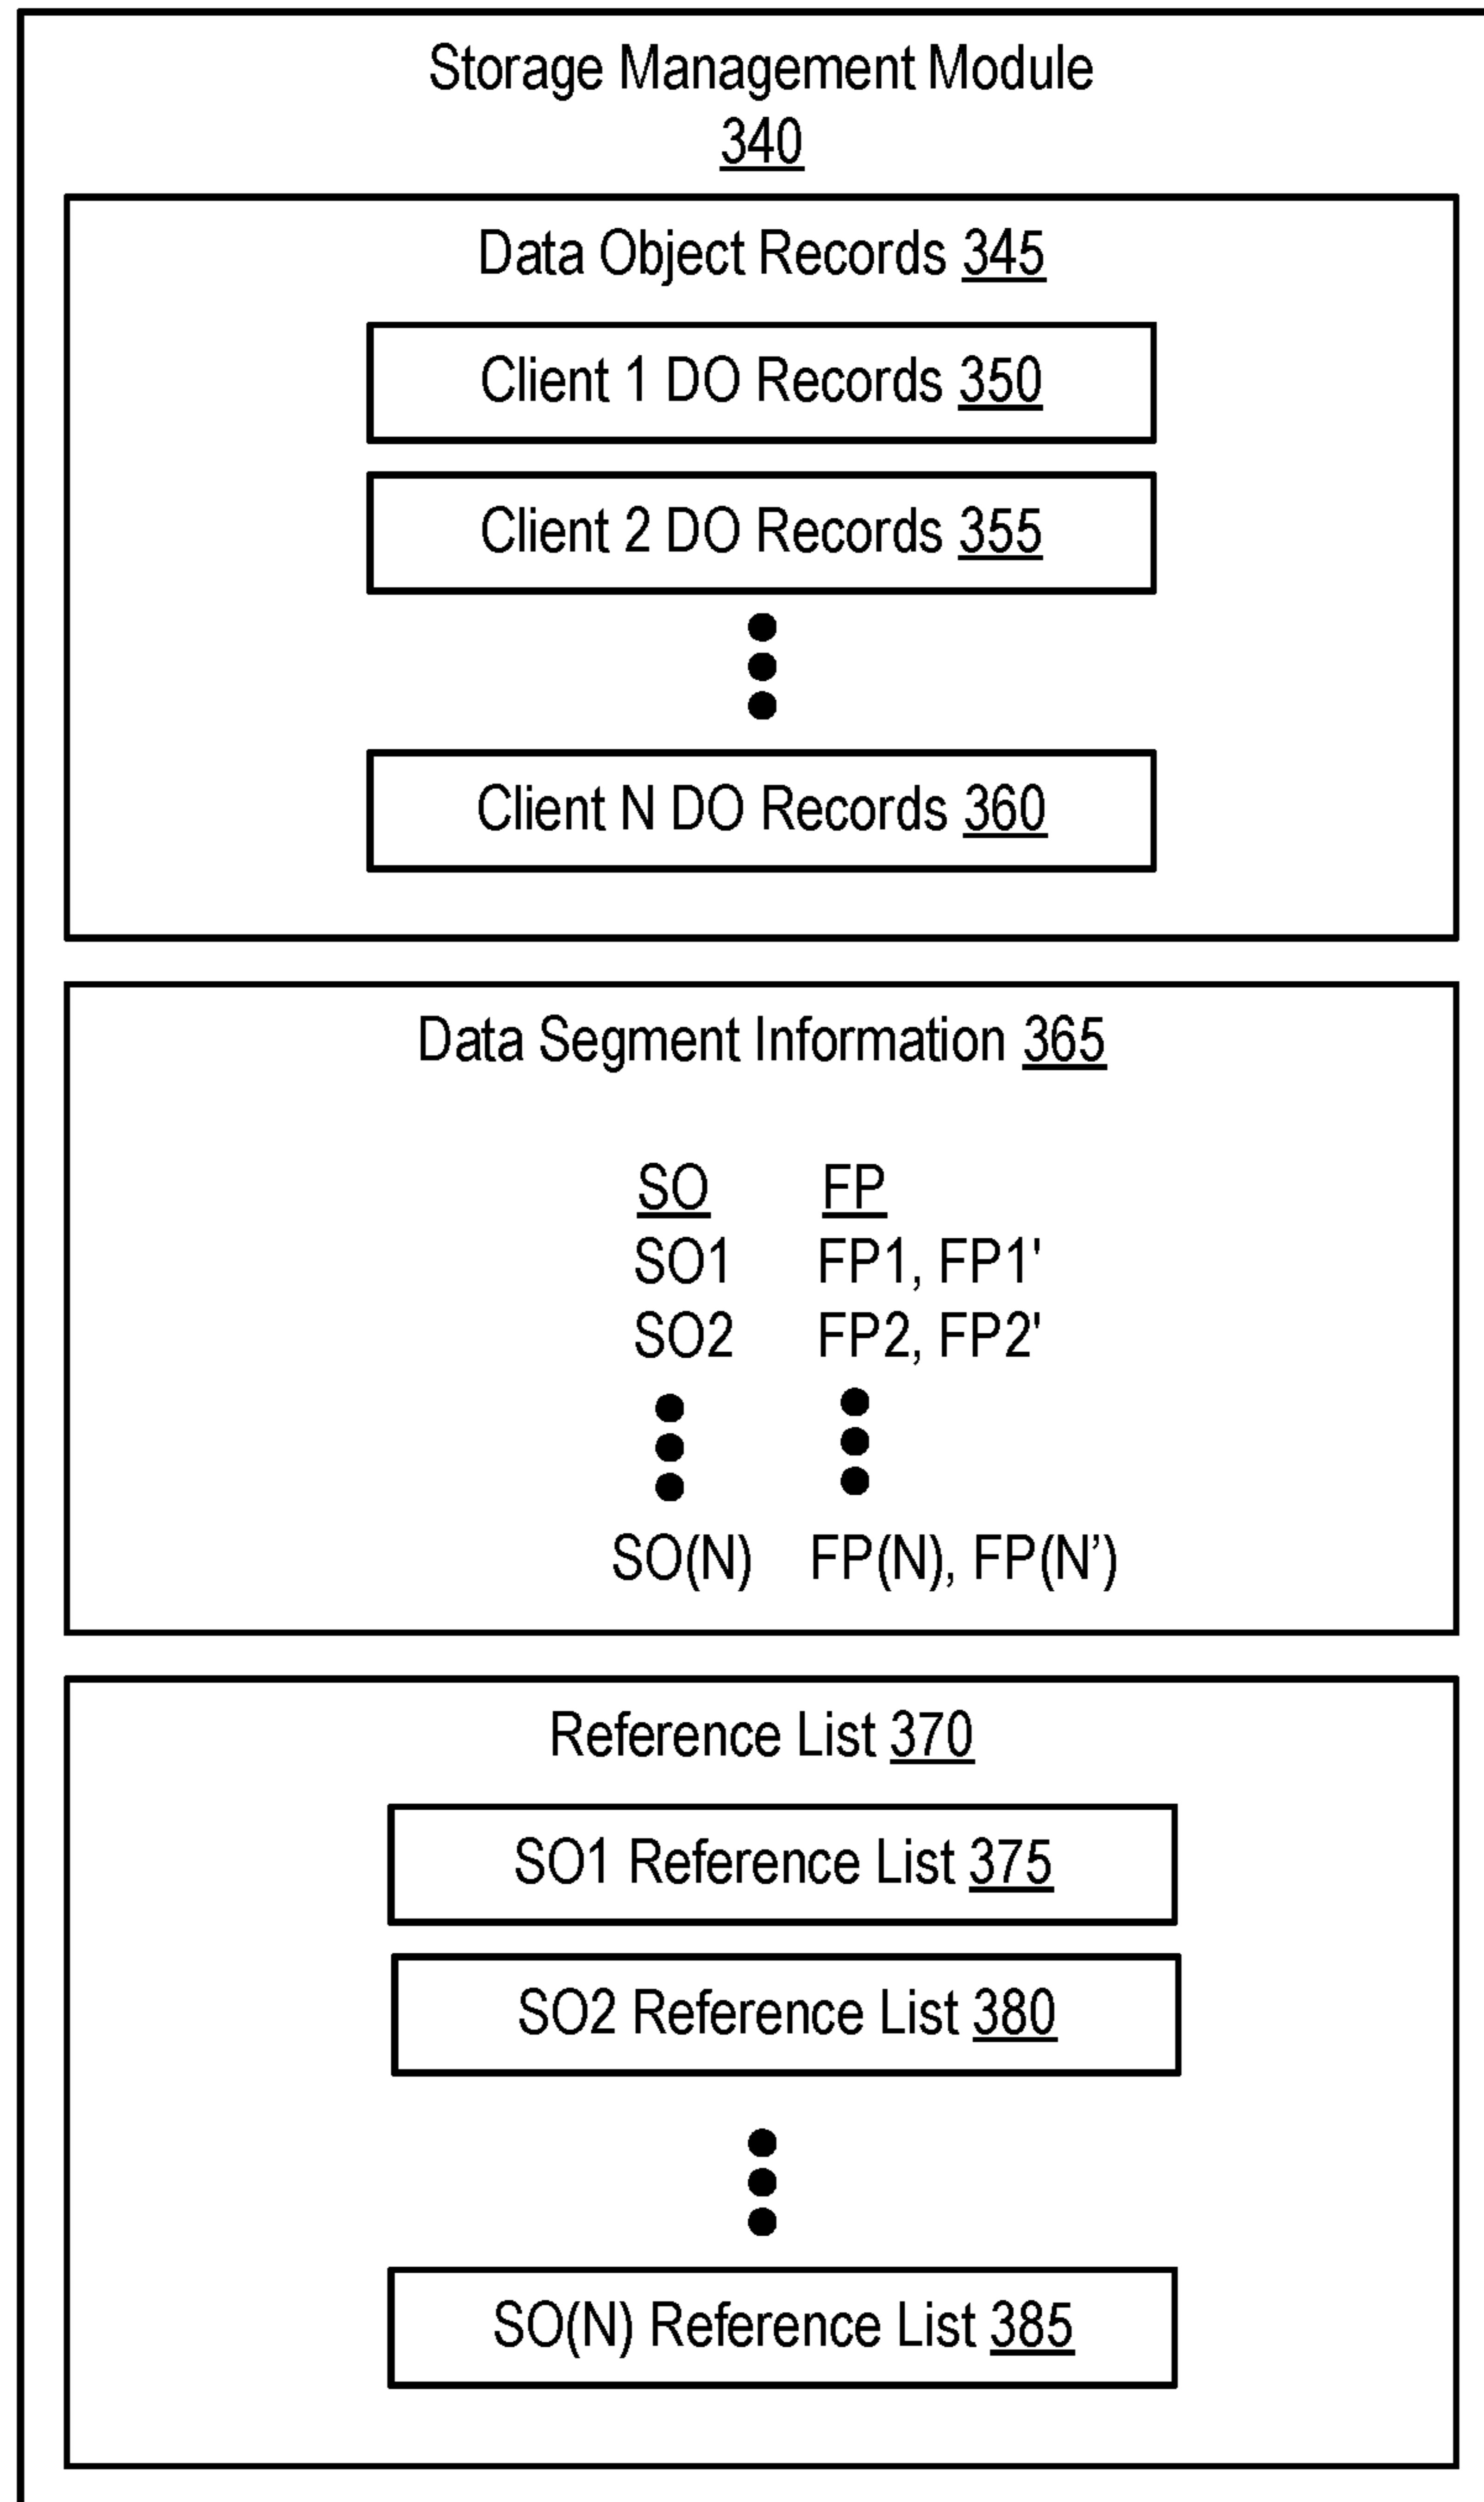 Storage Management Module
340
Data Object Records 345
Client 1 DO Records 350
Client 2 DO Records 355
Client N DO Records 360
Data Segment Information 365
SO FP
SO1 FP1, FP1'
SO2 FP2, FP2'
SO(N) FP(N), FP(N’)
Reference List 370
SO1 Reference List 375
SO2 Reference List 380
SO(N) Reference List 385